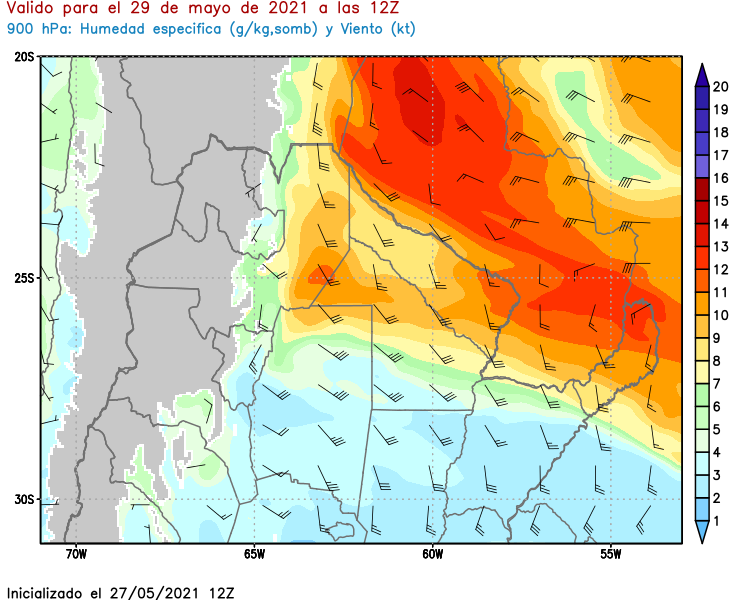 Valido para el 29 de mayo de 2021 a las 12Z
900 hPa: Humedad especifica (g/kg,somb) y Viento (kt)
20S
25S
30S
70W
65W
60W
55W
20
19
18
17
16
15
14
13
12
11
10
9
8
7
6
5
4
3
2
1
Inicializado el 27/05/2021 12Z